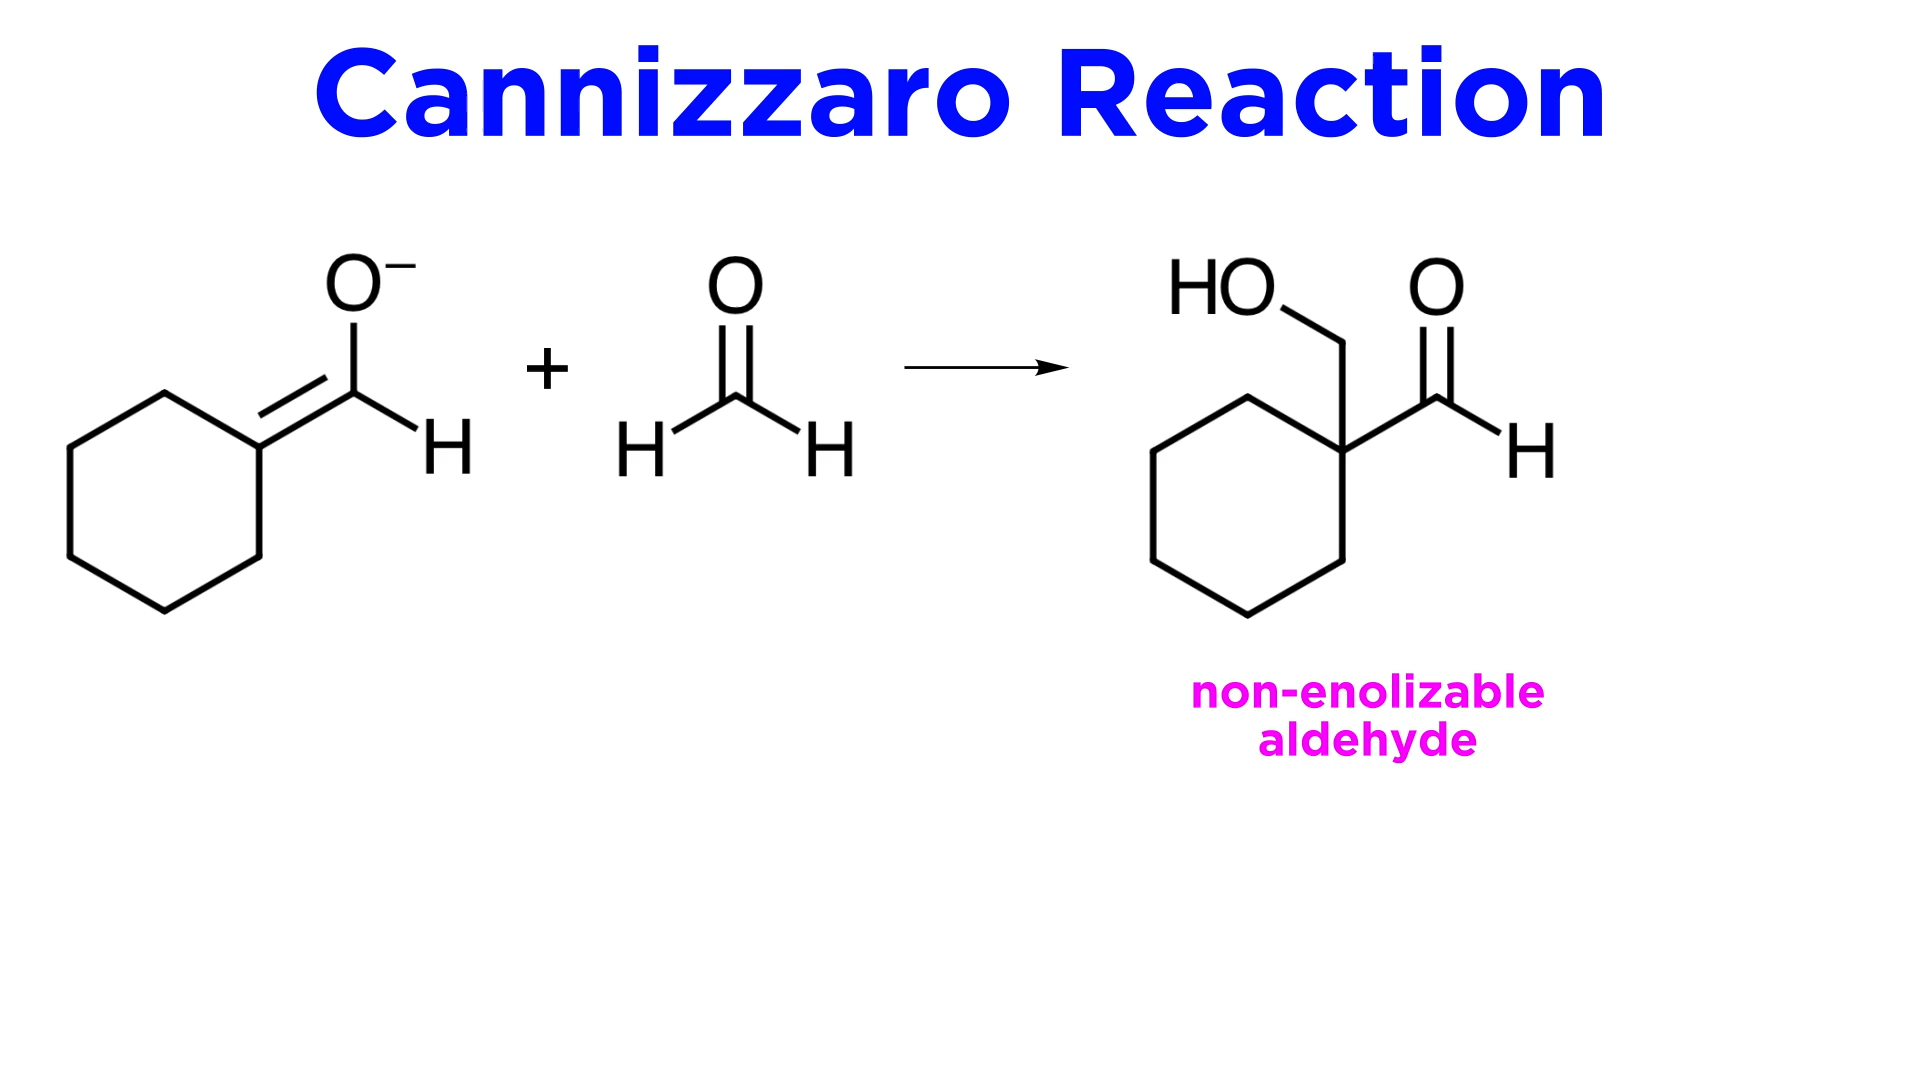 Cannizzaro Reaction
O⁻
H
+
O
H H
HO O
H
non-enolizable
aldehyde